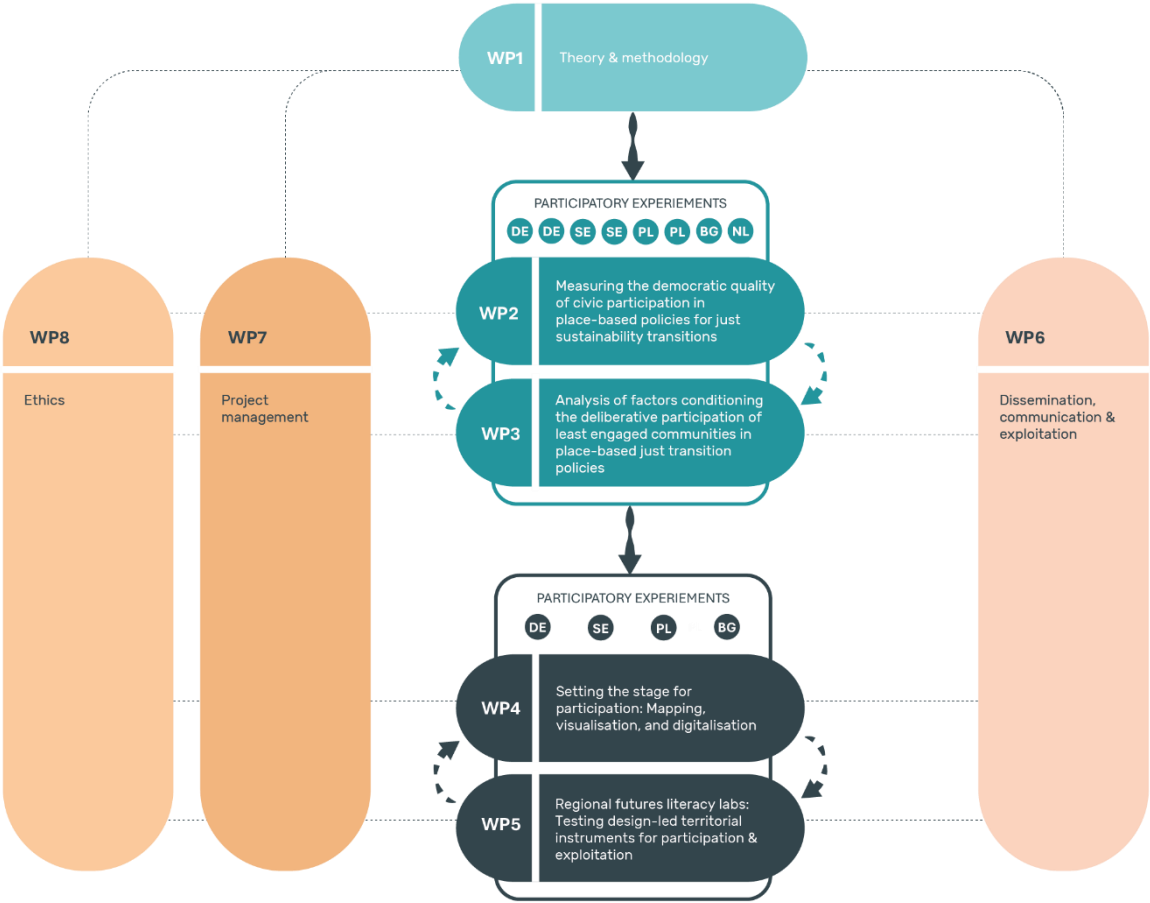 WP1
Theory & methodology
PARTICIPATORY EXPERIEMENTS
DE DE SE SE PL PL BG NL
WP2
Measuring the democratic quality
of civic participation in
place-based policies for just
sustainability transitions
WP3
Analysis of factors conditioning
the deliberative participation of
least engaged communities in
place-based just transition
policies
WP8
Ethics
WP7
Project
management
WP6
Dissemination,
communication &
exploitation
PARTICIPATORY EXPERIEMENTS
DE SE PL BG
WP4
Setting the stage for
participation: Mapping,
visualisation, and digitalisation
WP5
Regional futures literacy labs:
Testing design-led territorial
instruments for participation &
exploitation